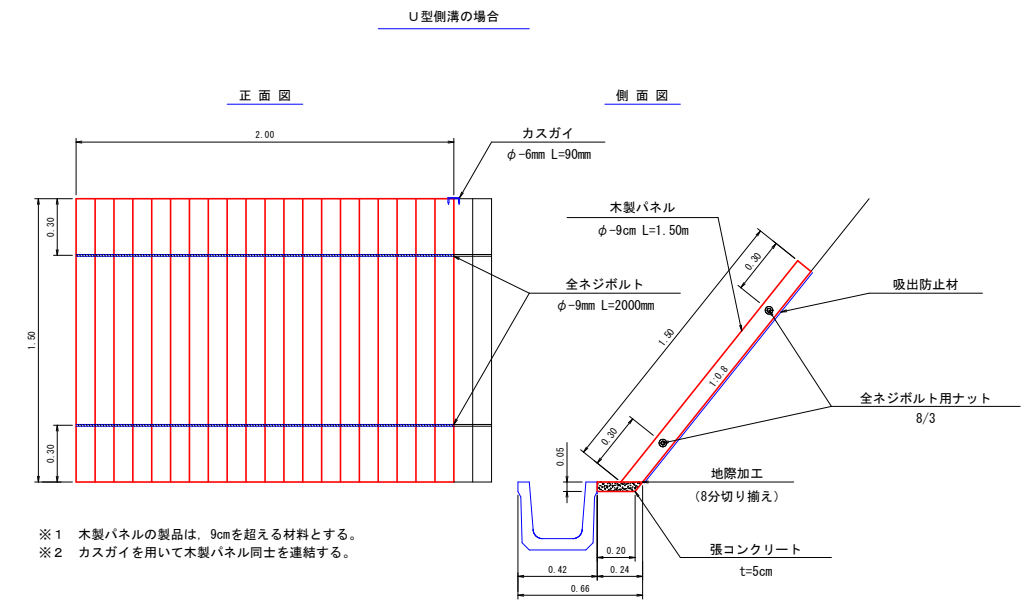 U型側溝の場合
正面図
側面図
2.00
カスガイ
φ-6mm L=90mm
0.30
1.50
0.30
全ネジボルト
φ-9mm L=2000mm
木製パネル
φ-9cm L=1.50m
0.30
1.50
吸出防止材
1:0.8
全ネジボルト用ナット
8/3
0.30
0.05
地際加工
(8分切り揃え)
張コンクリート
t=5cm
0.20
0.42
0.24
0.66
※1 木製パネルの製品は, 9cmを超える材料とする。
※2 カスガイを用いて木製パネル同士を連結する。